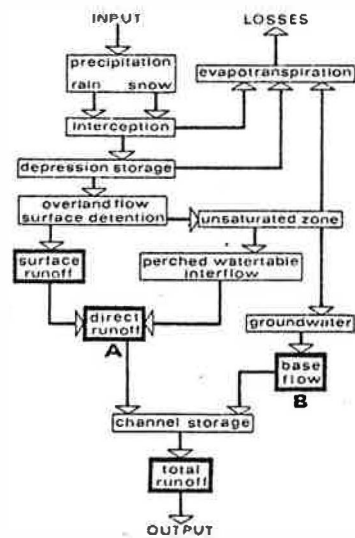 INPUT
LOSSES
precipitation
rain snow
evapotranspiration
interception
depression storage
overland flow
surface detention
unsaturated zone
surface
runoff
perched watertable
interflow
direct
runoff
A
groundwater
base
flow
B
channel storage
total
runoff
OUTPUT